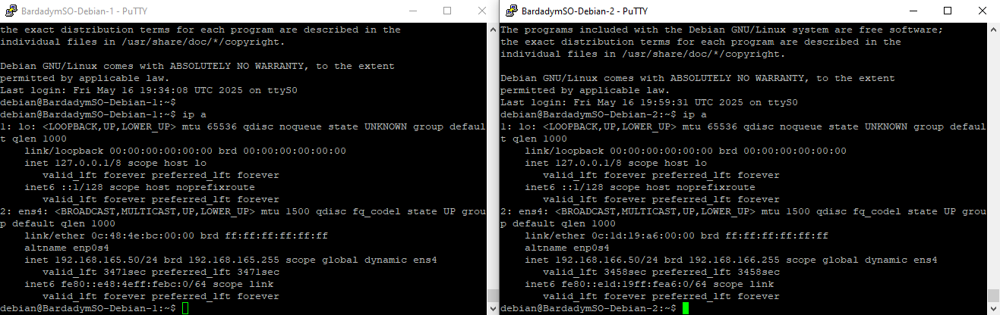 BardadymSO-Debian-1 - PuTTY
the exact distribution terms for each program are described in the
individual files in /usr/share/doc/*/copyright.
Debian GNU/Linux comes with ABSOLUTELY NO WARRANTY, to the extent
permitted by applicable law.
Last login: Fri May 16 19:34:08 UTC 2025 on ttyS0
debian@BardadymSO-Debian-1:~$
debian@BardadymSO-Debian-1:~$ ip a
1: lo: <LOOPBACK,UP,LOWER_UP> mtu 65536 qdisc noqueue state UNKNOWN group defaul
t qlen 1000
    link/loopback 00:00:00:00:00:00 brd 00:00:00:00:00:00
    inet 127.0.0.1/8 scope host lo
       valid_lft forever preferred_lft forever
    inet6 ::1/128 scope host noprefixroute
       valid_lft forever preferred_lft forever
2: ens4: <BROADCAST,MULTICAST,UP,LOWER_UP> mtu 1500 qdisc fq_codel state UP grou
p default qlen 1000
    link/ether 0c:48:4e:bc:00:00 brd ff:ff:ff:ff:ff:ff
    altname enp0s4
    inet 192.168.165.50/24 brd 192.168.165.255 scope global dynamic ens4
       valid_lft 3471sec preferred_lft 3471sec
    inet6 fe80::e48:4eff:febc:0/64 scope link
       valid_lft forever preferred_lft forever
debian@BardadymSO-Debian-1:~$
BardadymSO-Debian-2 - PuTTY
The programs included with the Debian GNU/Linux system are free software;
the exact distribution terms for each program are described in the
individual files in /usr/share/doc/*/copyright.
Debian GNU/Linux comes with ABSOLUTELY NO WARRANTY, to the extent
permitted by applicable law.
Last login: Fri May 16 19:59:31 UTC 2025 on ttyS0
debian@BardadymSO-Debian-2:~$ ip a
1: lo: <LOOPBACK,UP,LOWER_UP> mtu 65536 qdisc noqueue state UNKNOWN group defaul
t qlen 1000
    link/loopback 00:00:00:00:00:00 brd 00:00:00:00:00:00
    inet 127.0.0.1/8 scope host lo
       valid_lft forever preferred_lft forever
    inet6 ::1/128 scope host noprefixroute
       valid_lft forever preferred_lft forever
2: ens4: <BROADCAST,MULTICAST,UP,LOWER_UP> mtu 1500 qdisc fq_codel state UP grou
p default qlen 1000
    link/ether 0c:1d:19:a6:00:00 brd ff:ff:ff:ff:ff:ff
    altname enp0s4
    inet 192.168.166.50/24 brd 192.168.166.255 scope global dynamic ens4
       valid_lft 3458sec preferred_lft 3458sec
    inet6 fe80::e1d:19ff:fea6:0/64 scope link
       valid_lft forever preferred_lft forever
debian@BardadymSO-Debian-2:~$